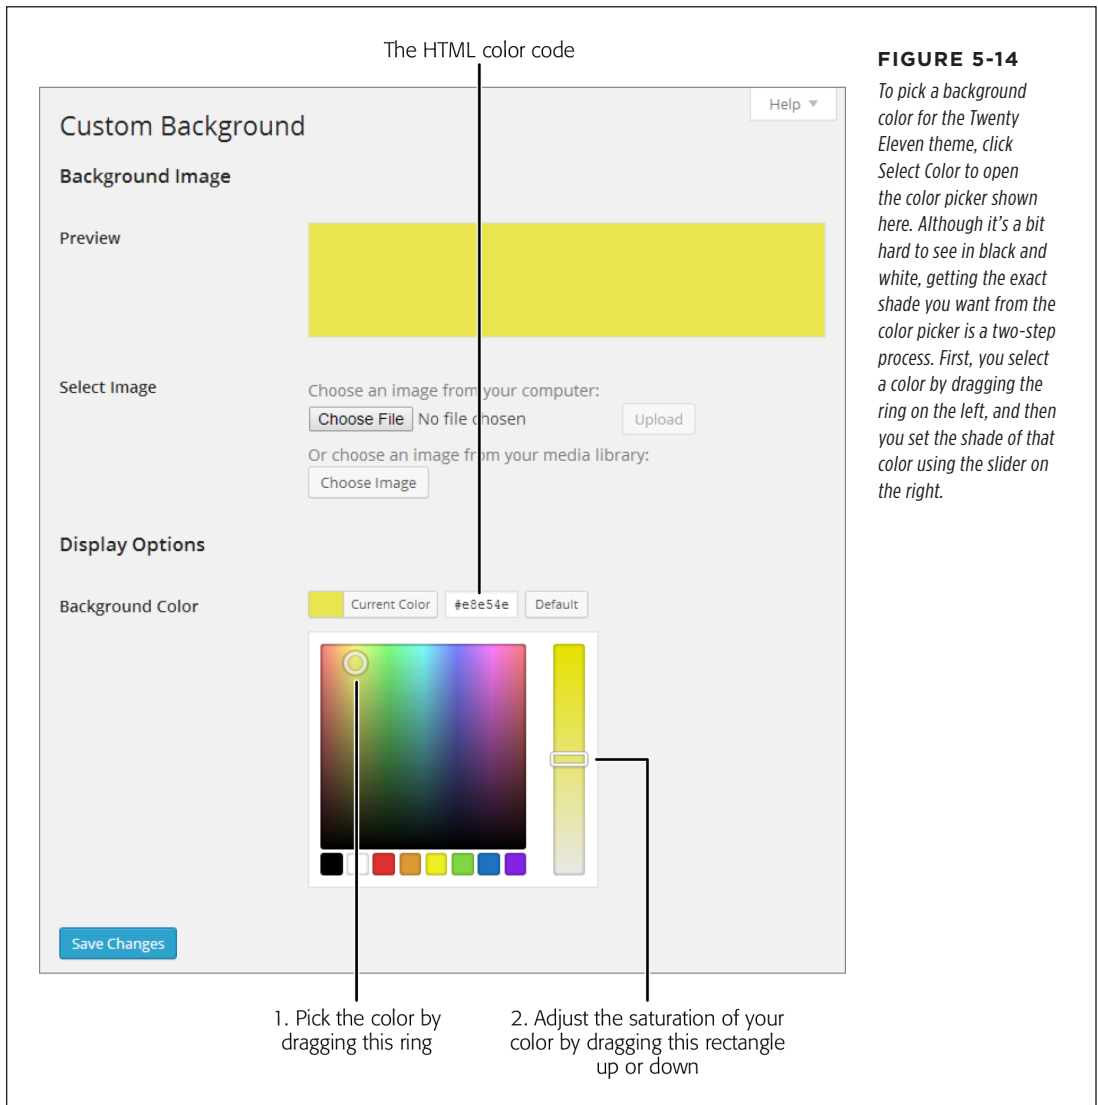 The HTML color code
Help
Custom Background
Background Image
Preview
Select Image
Choose an image from your computer:
Choose File No file chosen
Upload
Or choose an image from your media library:
Choose Image
Display Options
Background Color
Current Color
#e8e54e
Default
Save Changes
1. Pick the color by
dragging this ring
2. Adjust the saturation of your
color by dragging this rectangle
up or down
FIGURE 5-14
To pick a background
color for the Twenty
Eleven theme, click
Select Color to open
the color picker shown
here. Although it's a bit
hard to see in black and
white, getting the exact
shade you want from the
color picker is a two-step
process. First, you select
a color by dragging the
ring on the left, and then
you set the shade of that
color using the slider on
the right.